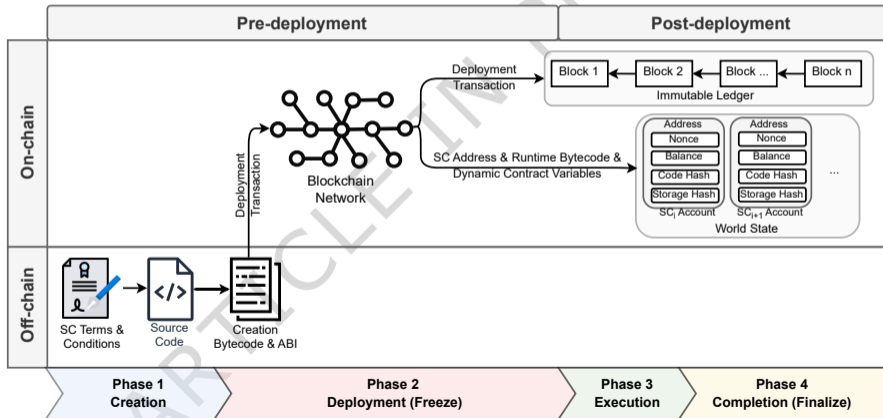 Pre-deployment
Post-deployment
On-chain
Off-chain
Deployment
Transaction
Block 1
Block 2
Block ...
Block n
Immutable Ledger
SC Address & Runtime Bytecode &
Dynamic Contract Variables
Address
Nonce
Balance
Code Hash
Storage Hash
SCi Account
Address
Nonce
Balance
Code Hash
Storage Hash
SCi+1 Account
...
World State
Blockchain
Network
Deployment
Transaction
SC Terms &
Conditions
</>
Source
Code
Creation
Bytecode & ABI
Phase 1
Creation
Phase 2
Deployment (Freeze)
Phase 3
Execution
Phase 4
Completion (Finalize)
ARTICLE IN